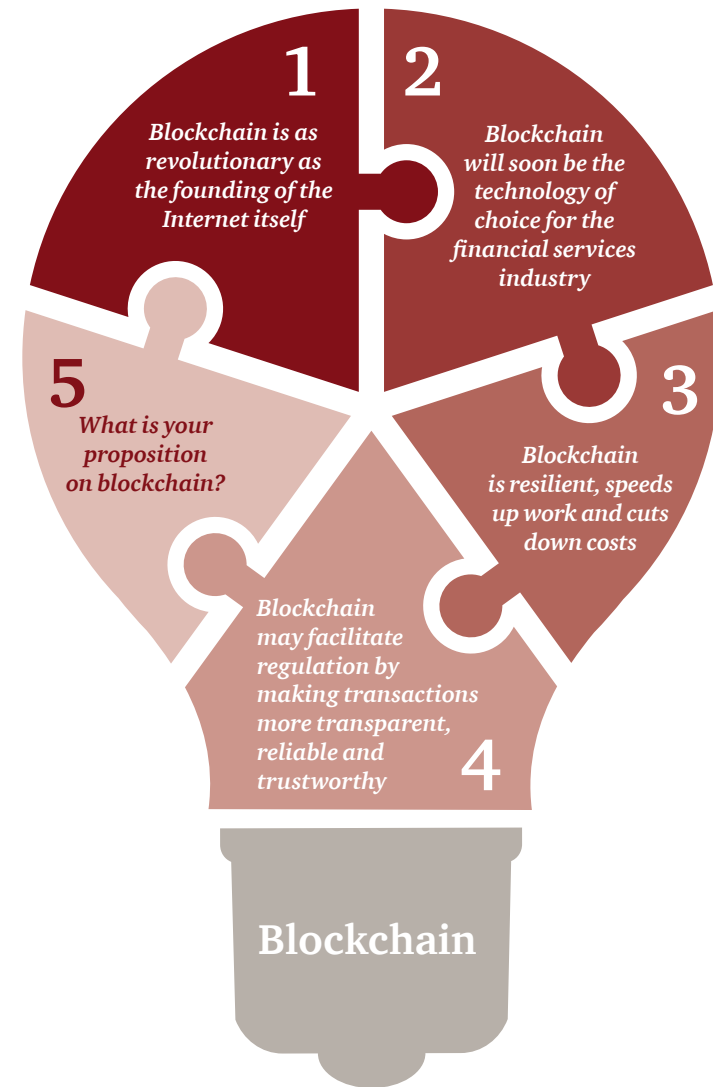 1
Blockchain is as
revolutionary as
the founding of the
Internet itself
2
Blockchain
will soon be the
technology of
choice for the
financial services
industry
3
Blockchain
is resilient, speeds
up work and cuts
down costs
4
Blockchain
may facilitate
regulation by
making transactions
more transparent,
reliable and
trustworthy
5
What is your
proposition
on blockchain?
Blockchain